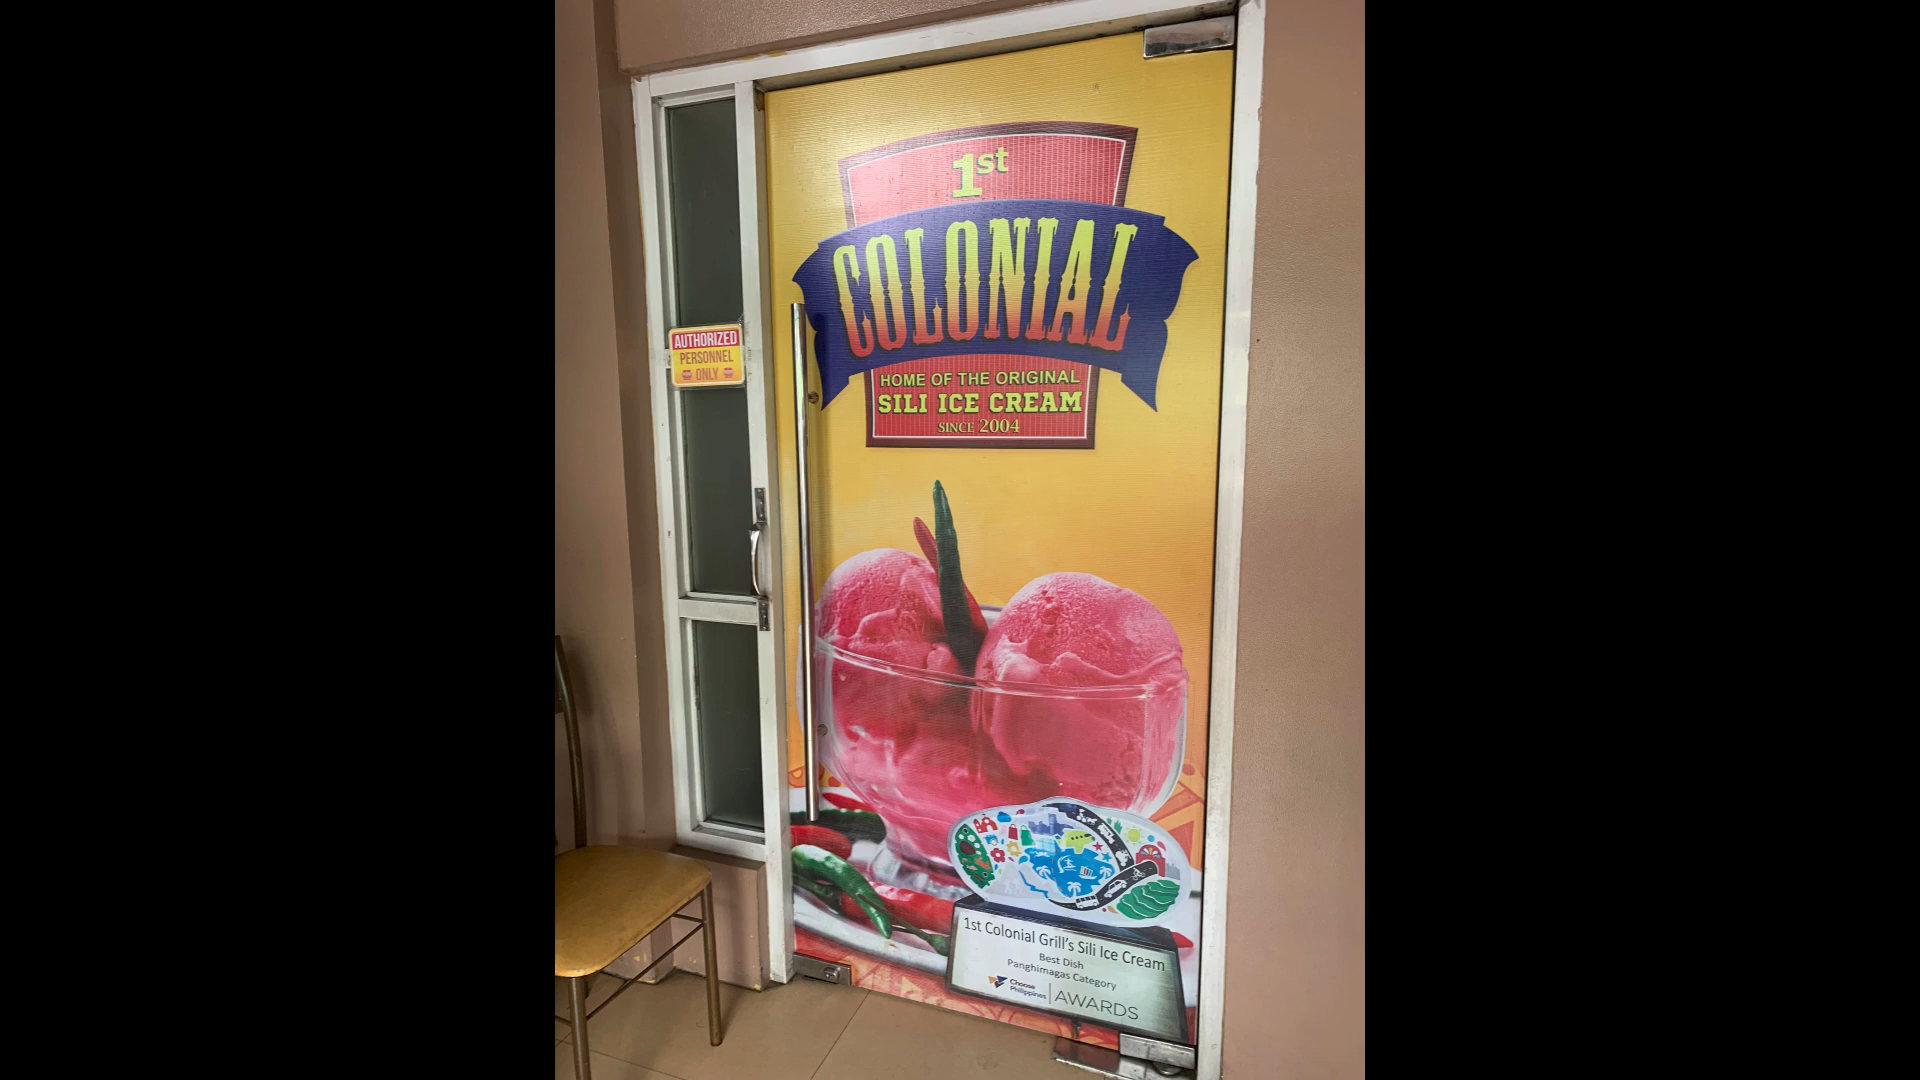 1st
COLONIAL
HOME OF THE ORIGINAL
SILI ICE CREAM
SINCE 2004
AUTHORIZED
PERSONNEL
ONLY
1st Colonial Grill's Sili Ice Cream
Best Dish
Panghimagas Category
Choose
Philippines
AWARDS